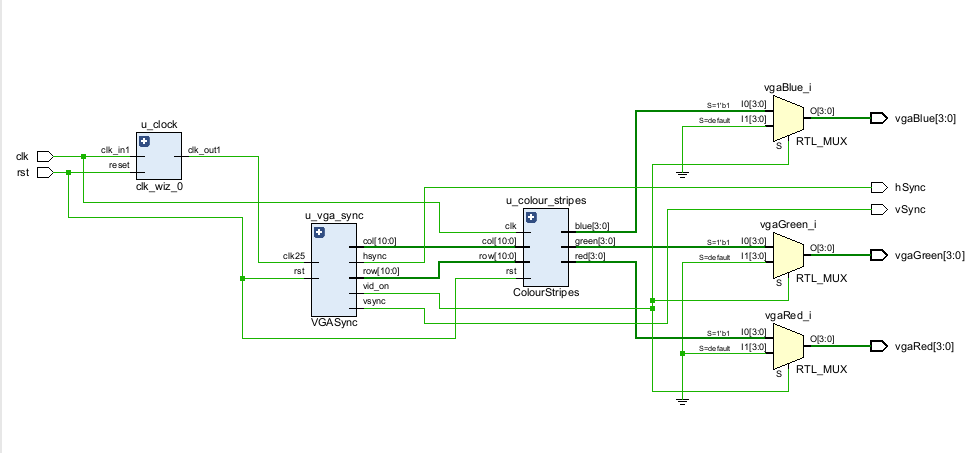 clk
rst
u_clock
clk_in1
reset
clk_out1
clk_wiz_0
u_vga_sync
clk25
rst
col[10:0]
hsync
row[10:0]
vid_on
vsync
VGASync
u_colour_stripes
clk
col[10:0]
row[10:0]
rst
blue[3:0]
green[3:0]
red[3:0]
ColourStripes
vgaBlue_i
S=1'b1 I0[3:0]
S=default I1[3:0]
S
O[3:0]
RTL_MUX
vgaBlue[3:0]
hSync
vSync
vgaGreen_i
S=1'b1 I0[3:0]
S=default I1[3:0]
S
O[3:0]
RTL_MUX
vgaGreen[3:0]
vgaRed_i
S=1'b1 I0[3:0]
S=default I1[3:0]
S
O[3:0]
RTL_MUX
vgaRed[3:0]